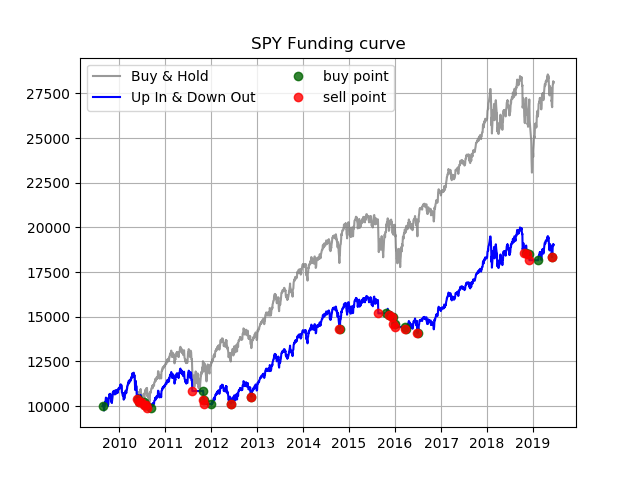 SPY Funding curve
Buy & Hold
Up In & Down Out
buy point
sell point
27500
25000
22500
20000
17500
15000
12500
10000
2010 2011 2012 2013 2014 2015 2016 2017 2018 2019